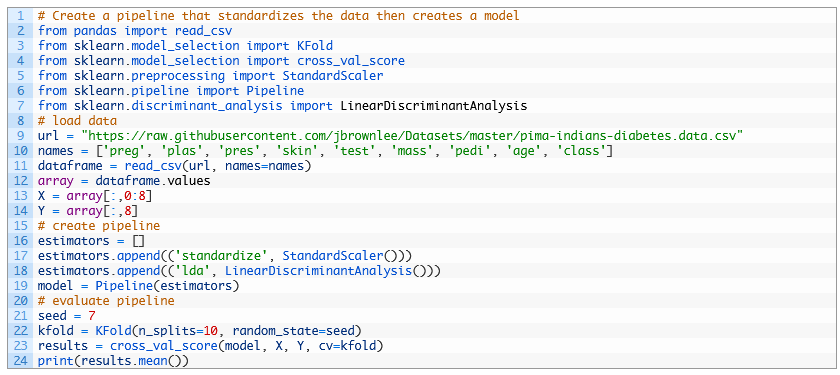 1 # Create a pipeline that standardizes the data then creates a model
2 from pandas import read_csv
3 from sklearn.model_selection import KFold
4 from sklearn.model_selection import cross_val_score
5 from sklearn.preprocessing import StandardScaler
6 from sklearn.pipeline import Pipeline
7 from sklearn.discriminant_analysis import LinearDiscriminantAnalysis
8 # load data
9 url = "https://raw.githubusercontent.com/jbrownlee/Datasets/master/pima-indians-diabetes.data.csv"
10 names = ['preg', 'plas', 'pres', 'skin', 'test', 'mass', 'pedi', 'age', 'class']
11 dataframe = read_csv(url, names=names)
12 array = dataframe.values
13 X = array[:,0:8]
14 Y = array[:,8]
15 # create pipeline
16 estimators = []
17 estimators.append(('standardize', StandardScaler()))
18 estimators.append(('lda', LinearDiscriminantAnalysis()))
19 model = Pipeline(estimators)
20 # evaluate pipeline
21 seed = 7
22 kfold = KFold(n_splits=10, random_state=seed)
23 results = cross_val_score(model, X, Y, cv=kfold)
24 print(results.mean())